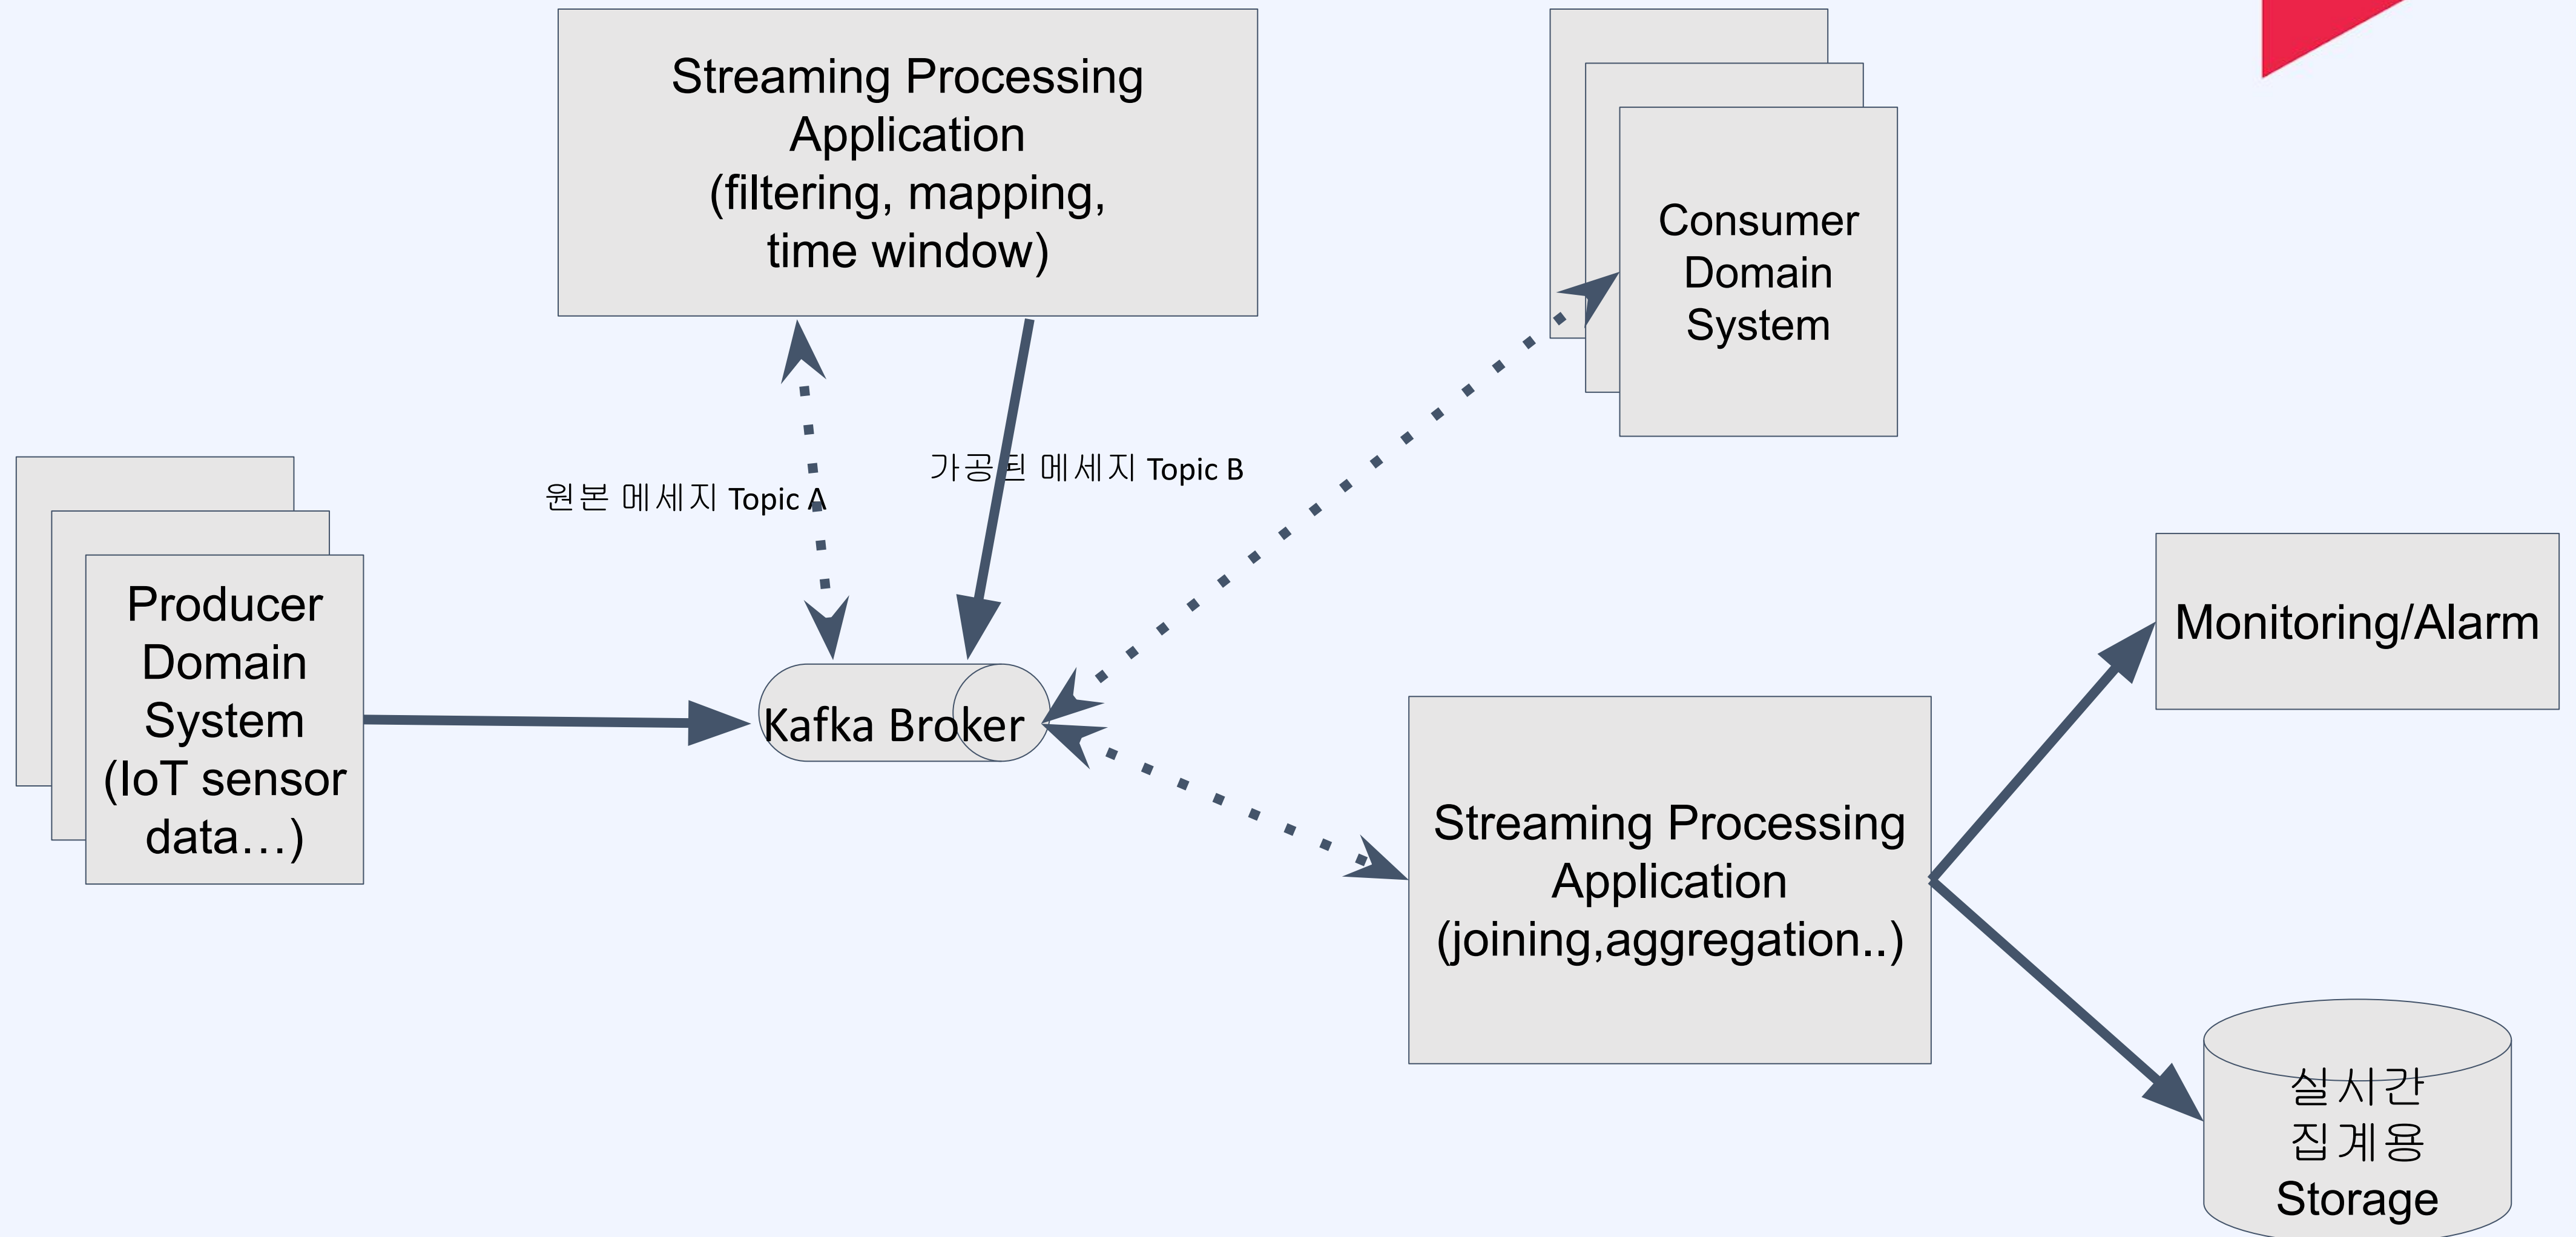 Streaming Processing
Application
(filtering, mapping,
time window)
Consumer
Domain
System
원본 메세지 Topic A
가공된 메세지 Topic B
Producer
Domain
System
(IoT sensor
data...)
Kafka Broker
Monitoring/Alarm
Streaming Processing
Application
(joining,aggregation..)
실시간
집계용
Storage